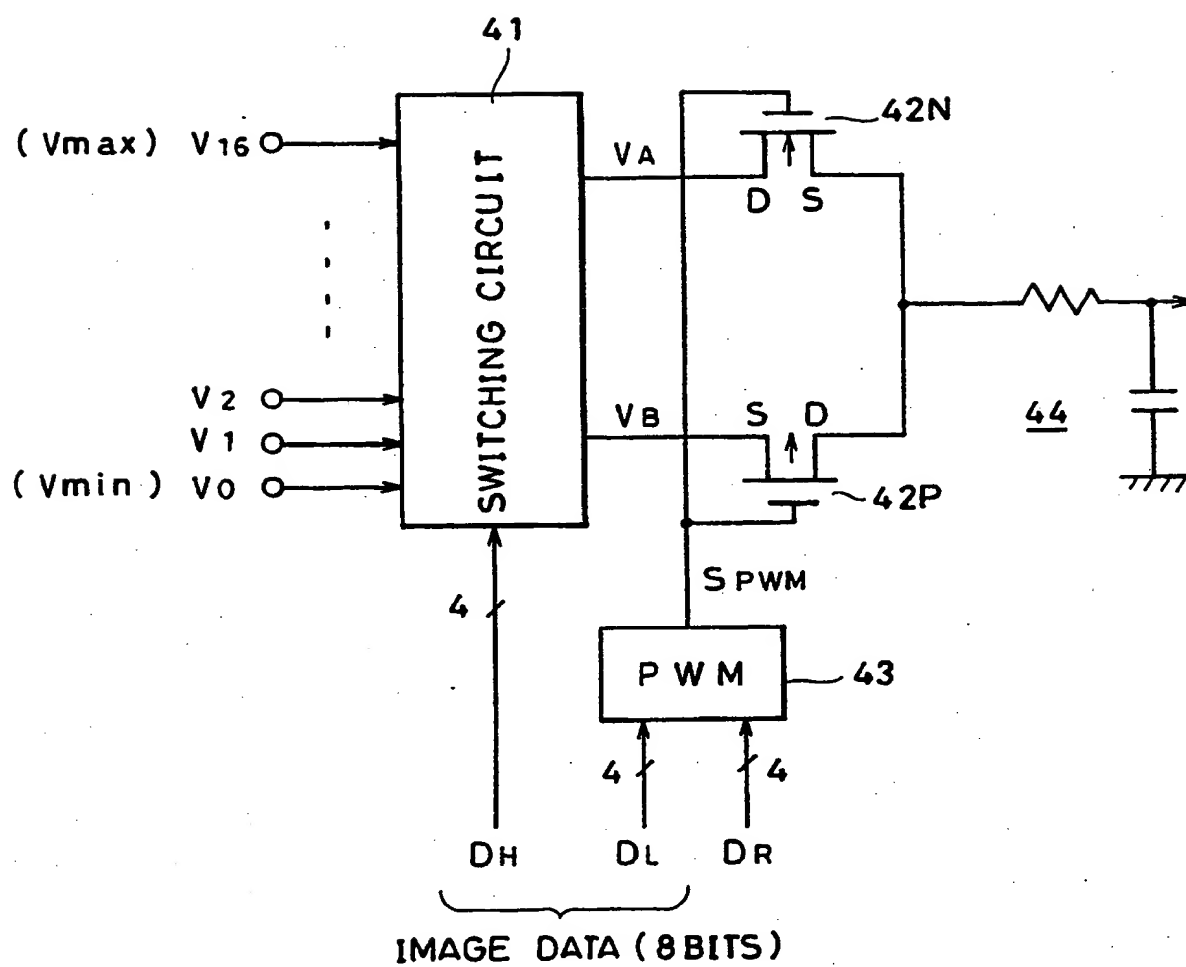 41
(Vmax) V16
SWITCHING CIRCUIT
VA
42N
D S
V2
V1
(Vmin) V0
VB
S D
44
42P
4
SPWM
PWM
43
4
4
DH
DL
DR
IMAGE DATA (8BITS)